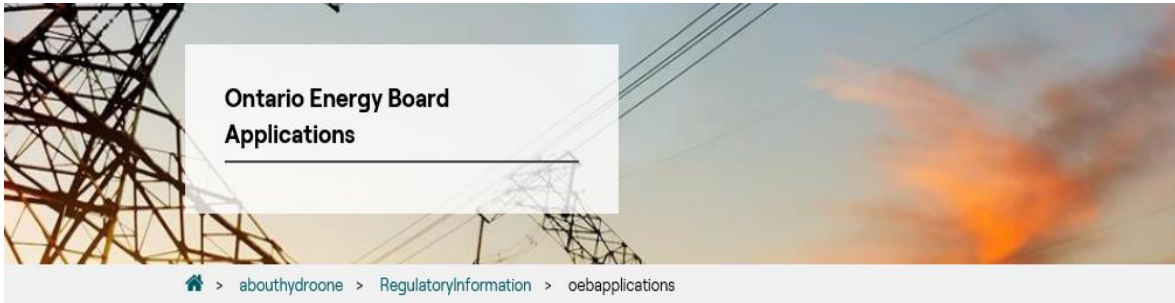 Ontario Energy Board
Applications
> abouthydroone > RegulatoryInformation > oebapplications